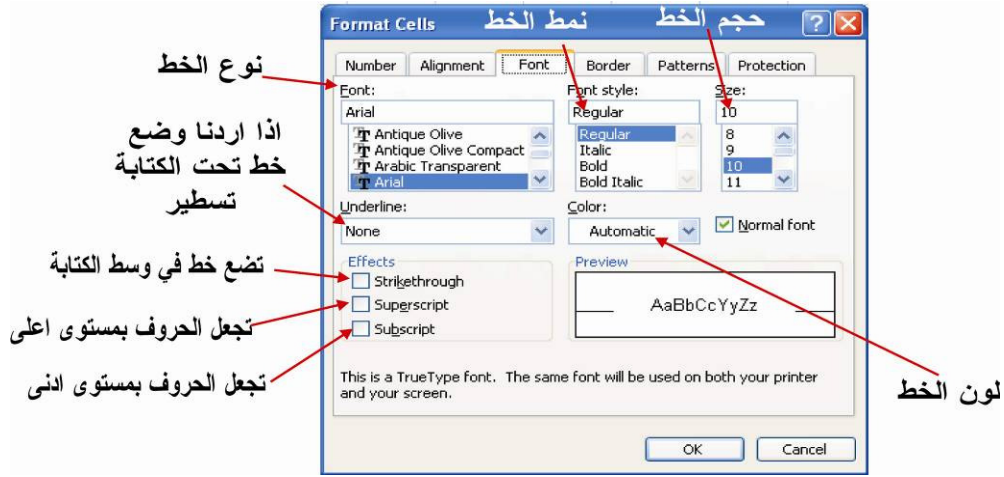 Format Cells
نمط الخط
حجم الخط
Number Alignment Font Border Patterns Protection
نوع الخط
Font:
Font style:
Size:
Arial
Regular
10
Antique Olive
Antique Olive Compact
Arabic Transparent
Arial
Regular
Italic
Bold
Bold Italic
8
9
10
11
اذا اردنا وضع
خط تحت الكتابة
تسطير
Underline:
Color:
None
Automatic
Normal font
تضع خط في وسط الكتابة
Effects
Strikethrough
Superscript
Subscript
Preview
AaBbCcYyZz
تجعل الحروف بمستوى اعلى
تجعل الحروف بمستوى ادنى
لون الخط
This is a TrueType font. The same font will be used on both your printer
and your screen.
OK
Cancel